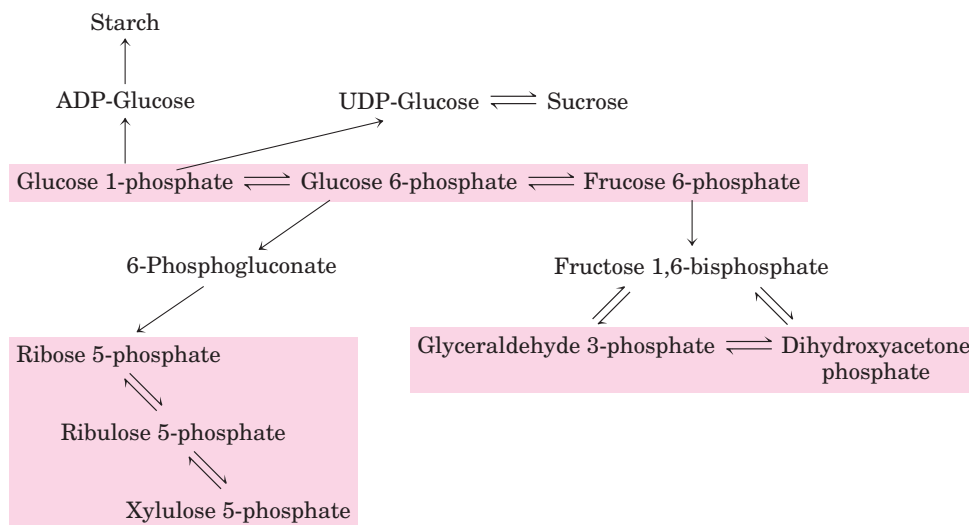 Starch
ADP-Glucose
UDP-Glucose
Sucrose
Glucose 1-phosphate
Glucose 6-phosphate
Frucose 6-phosphate
6-Phosphogluconate
Fructose 1,6-bisphosphate
Ribose 5-phosphate
Glyceraldehyde 3-phosphate
Dihydroxyacetone
phosphate
Ribulose 5-phosphate
Xylulose 5-phosphate